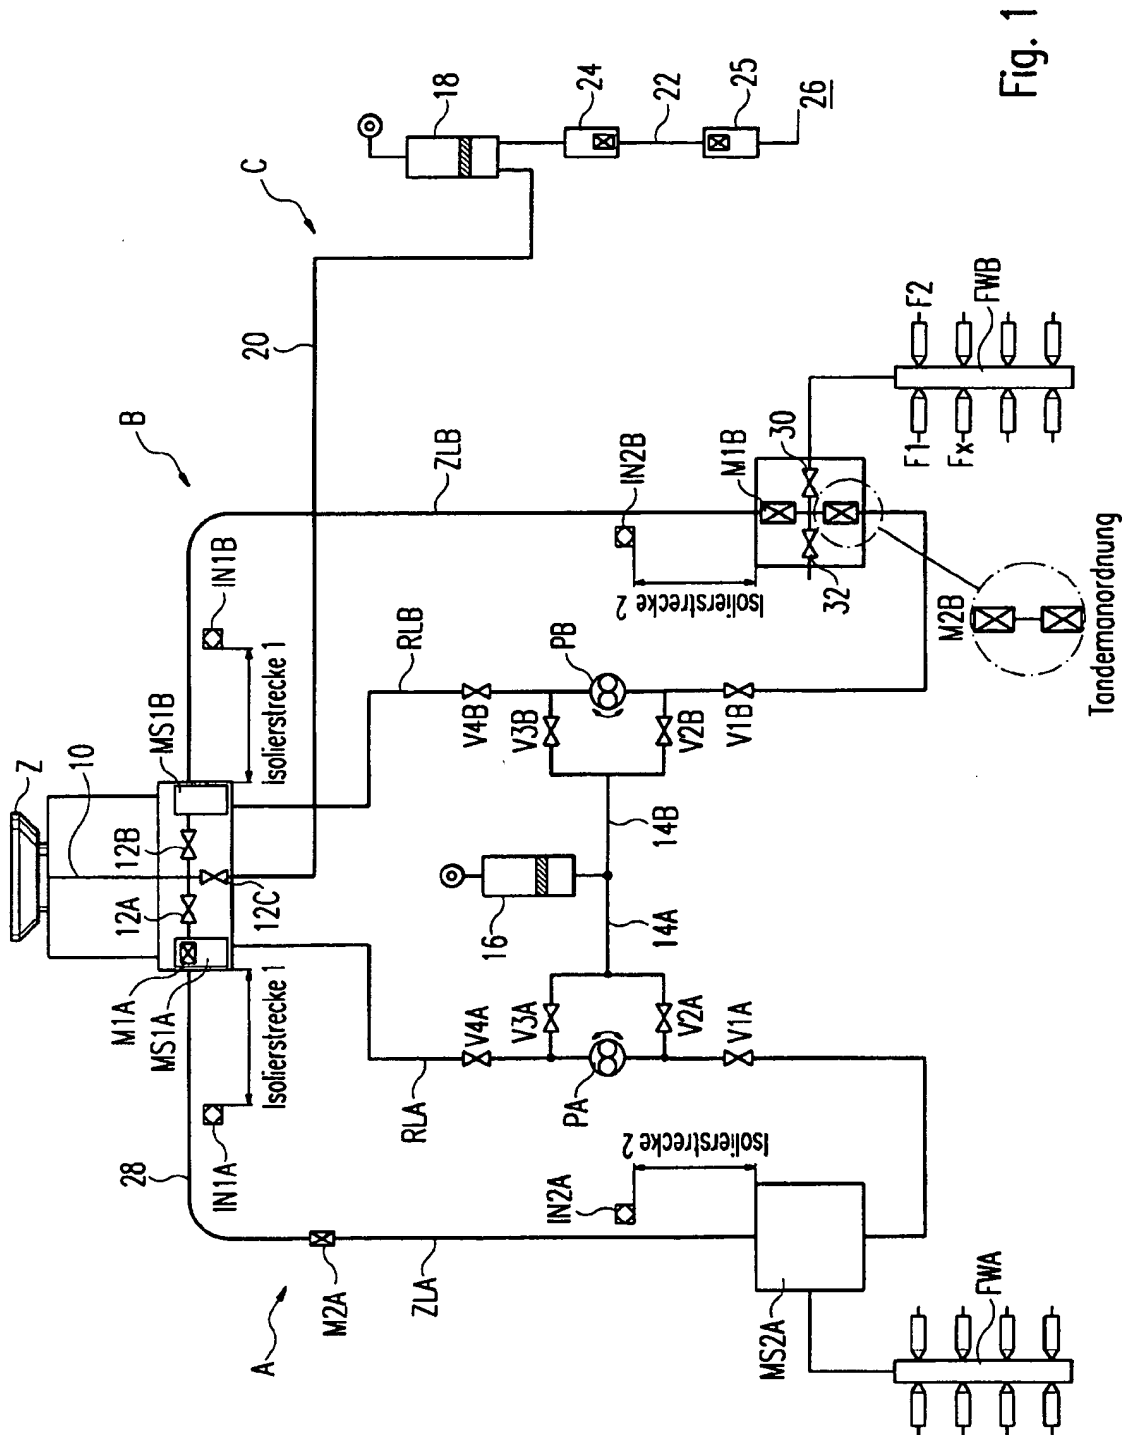 Fig. 1
Z
10
MS1B
12B
12A
12C
M1A
MS1A
Isolierstrecke 1
Isolierstrecke 1
IN1A
IN1B
28
A
B
C
M2A
ZLA
ZLB
RLA
RLB
20
18
24
22
25
26
16
14A
14B
V4A
V3A
V2A
V1A
PA
V4B
V3B
V2B
V1B
PB
IN2A
IN2B
Isolierstrecke 2
Isolierstrecke 2
MS2A
M1B
30
32
M2B
Tandemanordnung
FWA
FWB
F1
F2
Fx